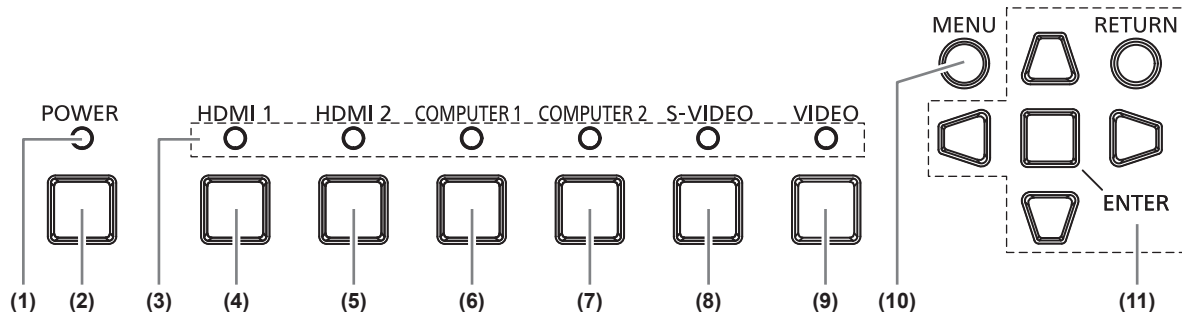 MENU RETURN
POWER HDMI 1 HDMI 2 COMPUTER 1 COMPUTER 2 S-VIDEO VIDEO
ENTER
(1) (2) (3) (4) (5) (6) (7) (8) (9) (10) (11)